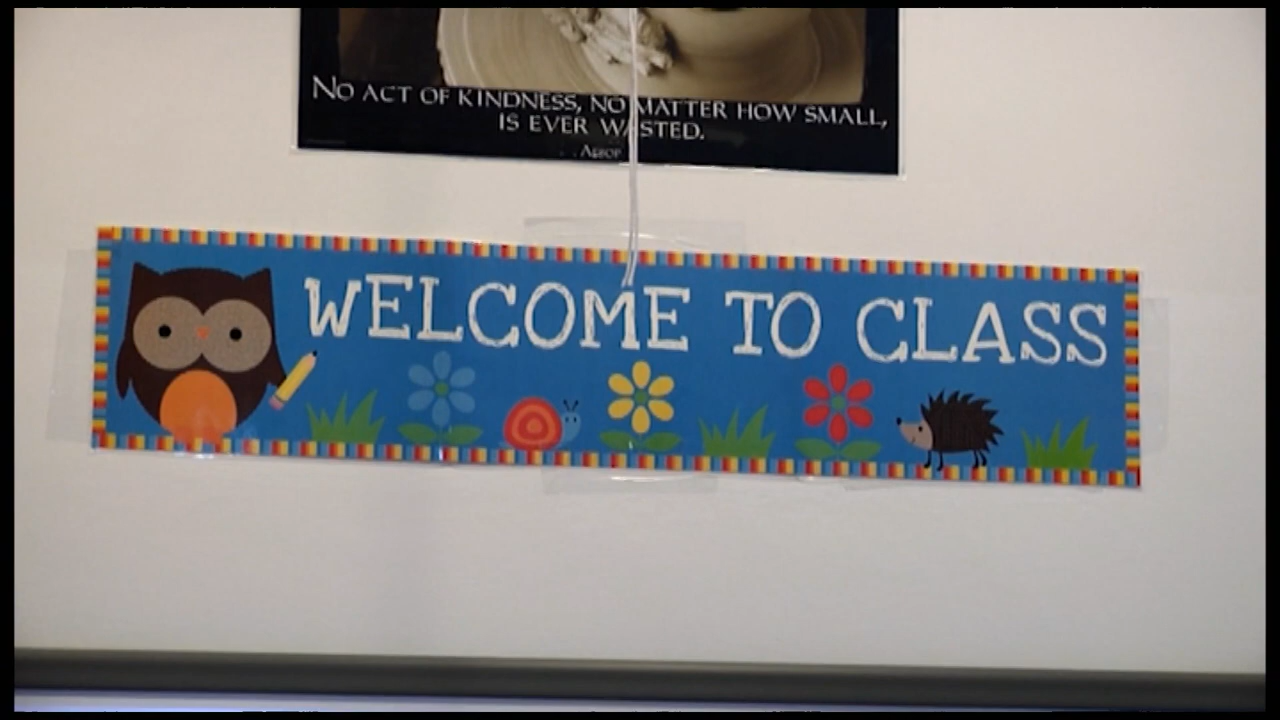 No act of kindness, no matter how small,
is ever wasted.
Aesop
WELCOME TO CLASS